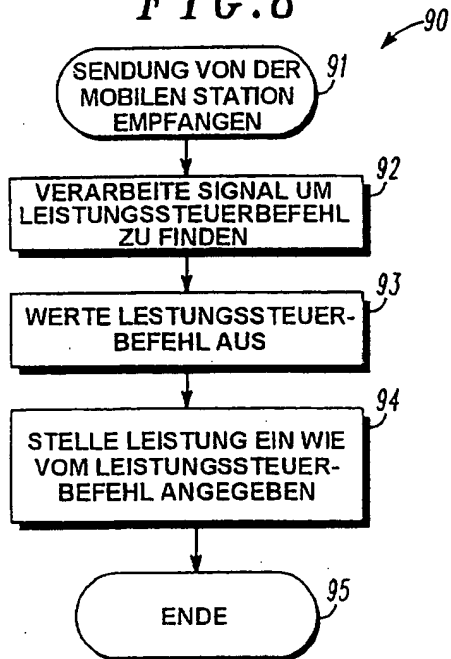 FIG.8
90
SENDUNG VON DER
MOBILEN STATION
EMPFANGEN
91
VERARBEITE SIGNAL UM
LEISTUNGSSTEUERBEFEHL
ZU FINDEN
92
WERTE LESTUNGSSTEUER-
BEFEHL AUS
93
STELLE LEISTUNG EIN WIE
VOM LEISTUNGSSTEUER-
BEFEHL ANGEGEBEN
94
ENDE
95